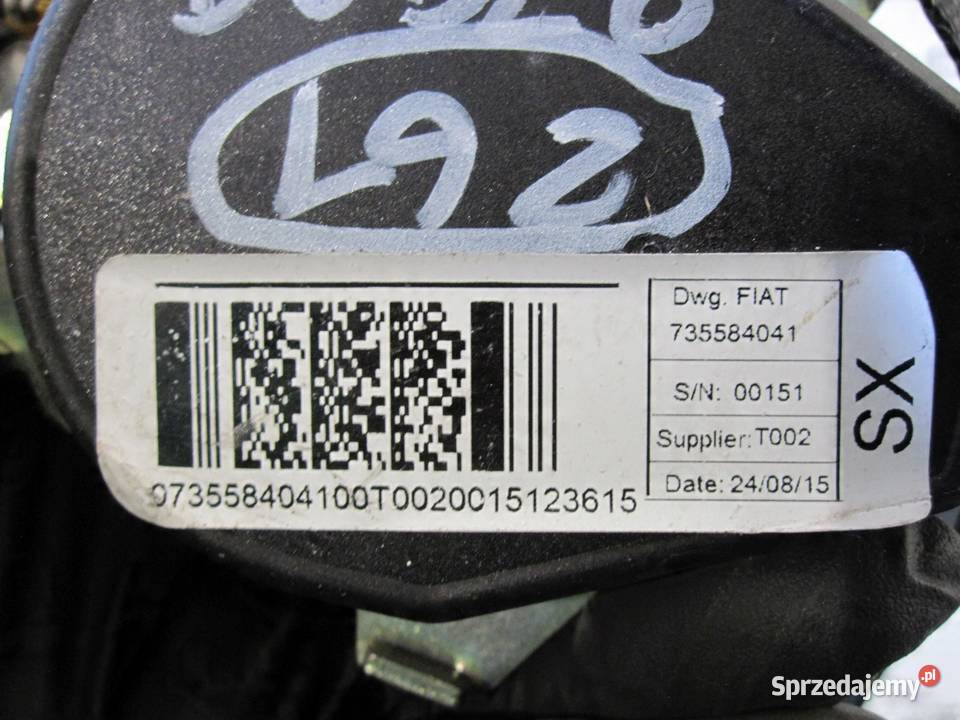 L92
Dwg. FIAT
735584041
S/N: 00151
Supplier: T002
Date: 24/08/15
SX
073558404100T0020015123615
Sprzedajemy.pl